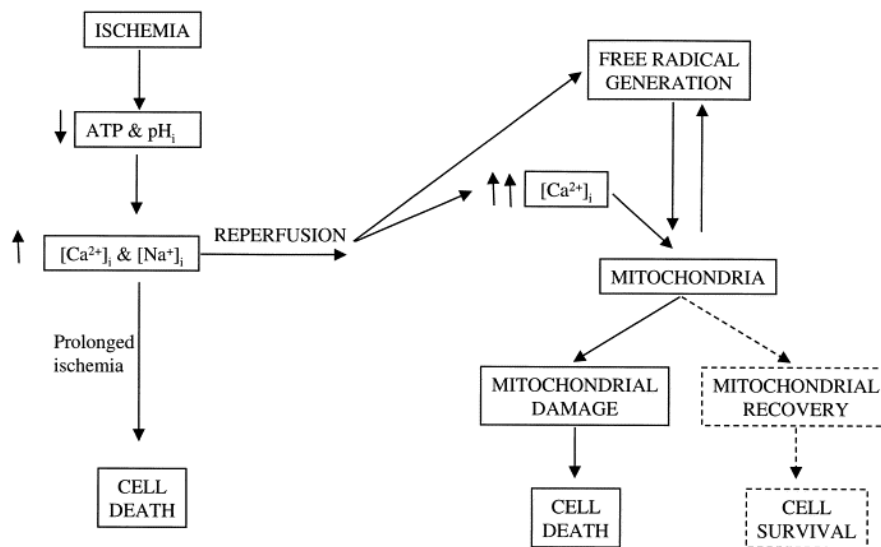 ISCHEMIA
ATP & pHᵢ
[Ca²⁺]ᵢ & [Na⁺]ᵢ
Prolonged
ischemia
CELL
DEATH
REPERFUSION
FREE RADICAL
GENERATION
[Ca²⁺]ᵢ
MITOCHONDRIA
MITOCHONDRIAL
DAMAGE
CELL
DEATH
MITOCHONDRIAL
RECOVERY
CELL
SURVIVAL